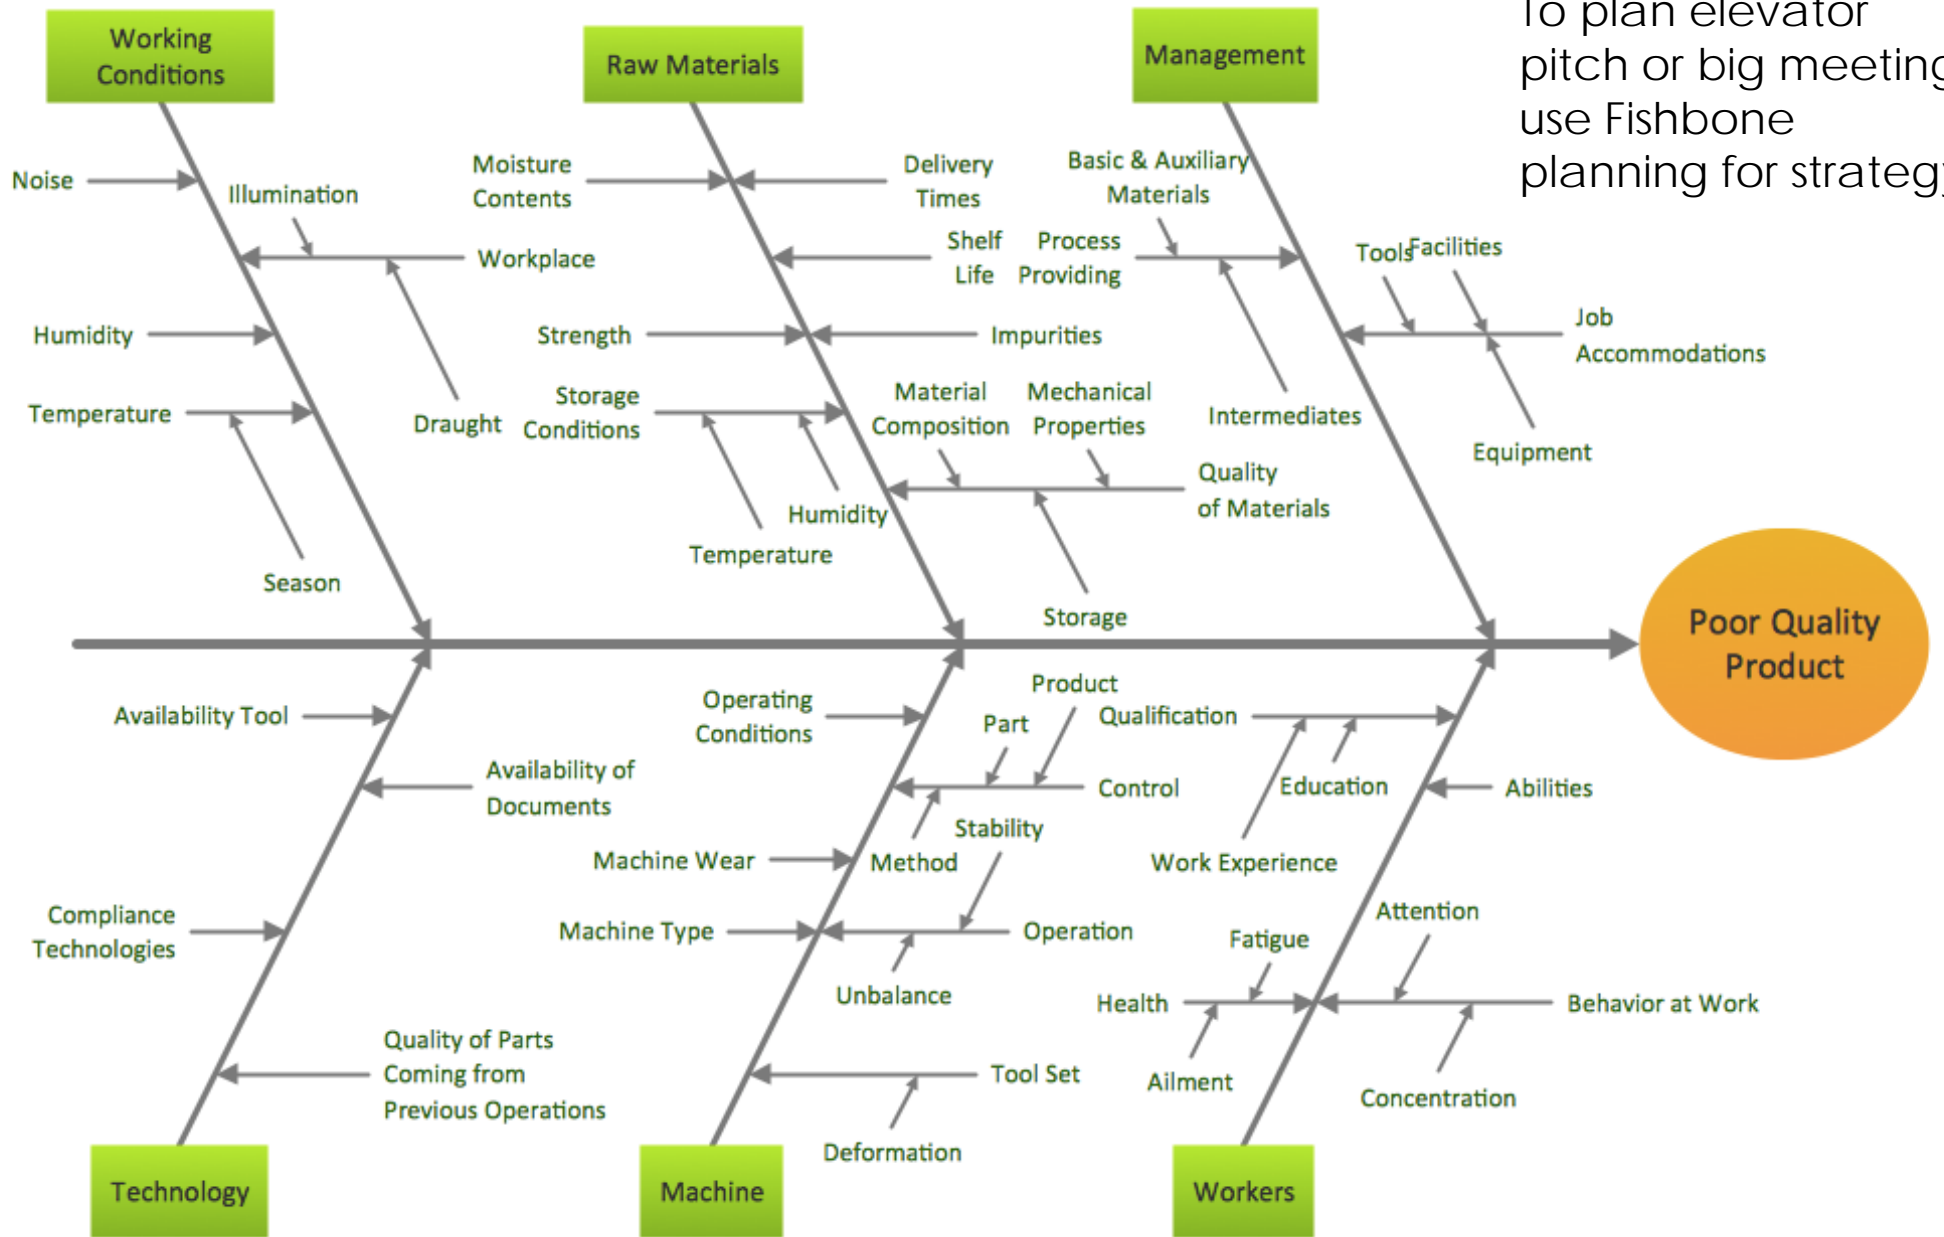 To plan elevator
pitch or big meeting
use Fishbone
planning for strategy
Working
Conditions
Raw Materials
Management
Noise
Illumination
Workplace
Humidity
Temperature
Draught
Season
Moisture
Contents
Delivery
Times
Shelf
Life
Strength
Impurities
Storage
Conditions
Humidity
Temperature
Material
Composition
Mechanical
Properties
Quality
of Materials
Storage
Basic & Auxiliary
Materials
Process
Providing
Intermediates
Tools
Facilities
Job
Accommodations
Equipment
Poor Quality
Product
Availability Tool
Availability of
Documents
Compliance
Technologies
Quality of Parts
Coming from
Previous Operations
Technology
Operating
Conditions
Product
Part
Control
Method
Machine Wear
Stability
Machine Type
Operation
Unbalance
Tool Set
Deformation
Machine
Qualification
Education
Work Experience
Abilities
Attention
Fatigue
Health
Behavior at Work
Ailment
Concentration
Workers